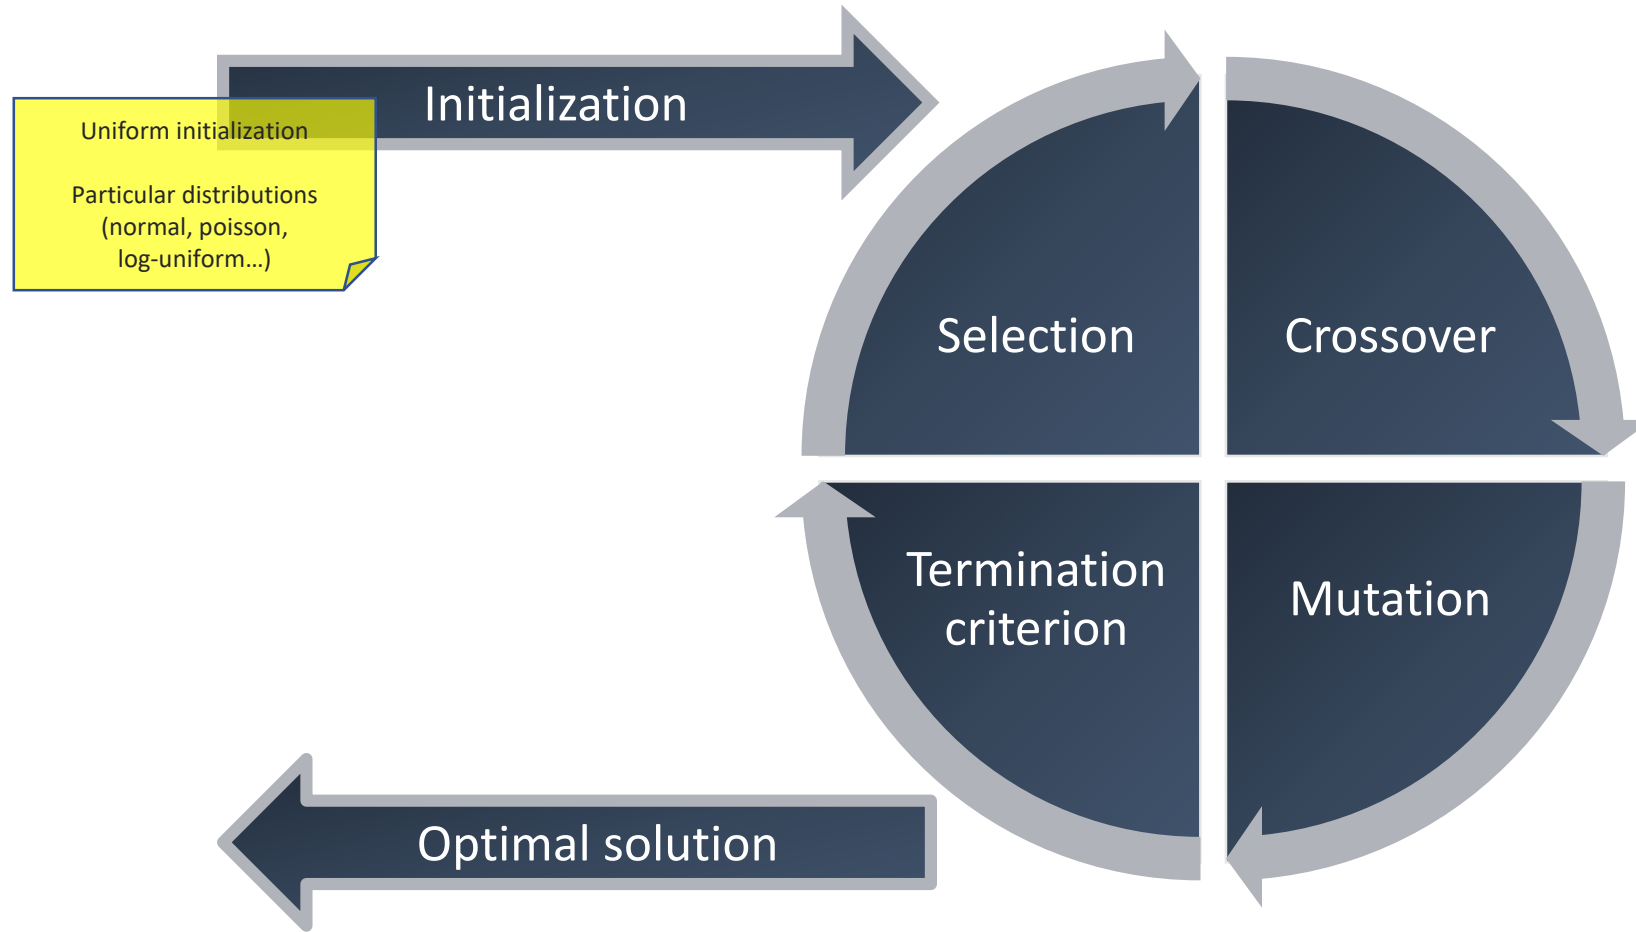 Initialization
Uniform initialization
Particular distributions
(normal, poisson,
log-uniform…)
Selection
Crossover
Termination
criterion
Mutation
Optimal solution